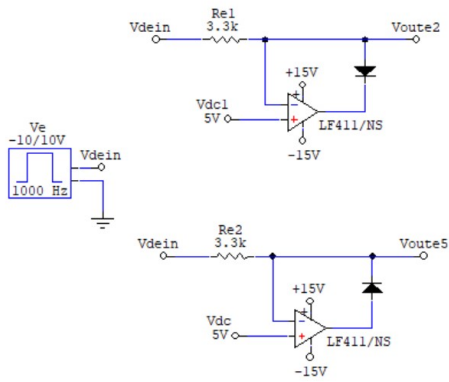 Re1
Vdein
3.3k
Voute2
+15V
+
−
Vdc1
5V
+
LF411/NS
−15V
Ve
−10/10V
Vdein
1000 Hz
Re2
Vdein
3.3k
Voute5
+15V
+
−
Vdc
5V
+
LF411/NS
−15V